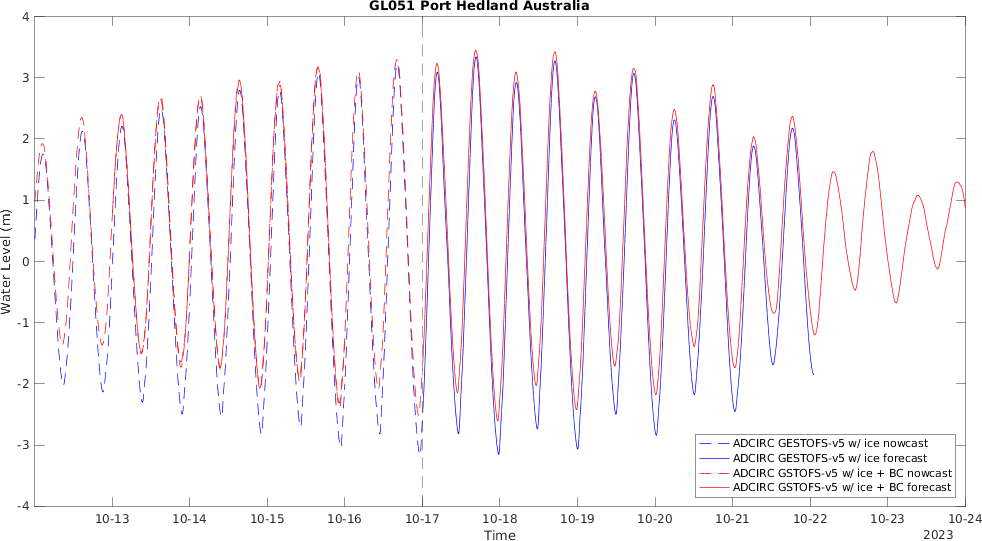 GL051 Port Hedland Australia
4
3
2
1
0
-1
-2
-3
-4
Water Level (m)
10-13 10-14 10-15 10-16 10-17 10-18 10-19 10-20 10-21 10-22 10-23 10-24
Time
2023
ADCIRC GESTOFS-v5 w/ ice nowcast
ADCIRC GESTOFS-v5 w/ ice forecast
ADCIRC GSTOFS-v5 w/ ice + BC nowcast
ADCIRC GSTOFS-v5 w/ ice + BC forecast